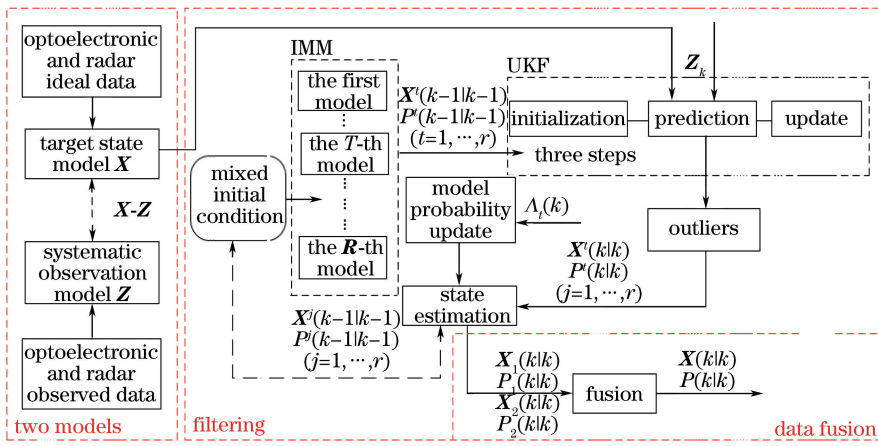 optoelectronic
and radar
ideal data
target state
model X
X-Z
systematic
observation
model Z
optoelectronic
and radar
observed data
two models
mixed
initial
condition
IMM
the first
model
the T-th
model
the R-th
model
X^t(k-1|k-1)
P^t(k-1|k-1)
(t=1, ⋯, r)
Z_k
UKF
initialization
prediction
update
three steps
model
probability
update
Λ_t(k)
outliers
X^t(k|k)
P^t(k|k)
(j=1, ⋯, r)
state
estimation
X^j(k-1|k-1)
P^j(k-1|k-1)
(j=1, ⋯, r)
filtering
X_1(k|k)
P_1(k|k)
X_2(k|k)
P_2(k|k)
fusion
X(k|k)
P(k|k)
data fusion